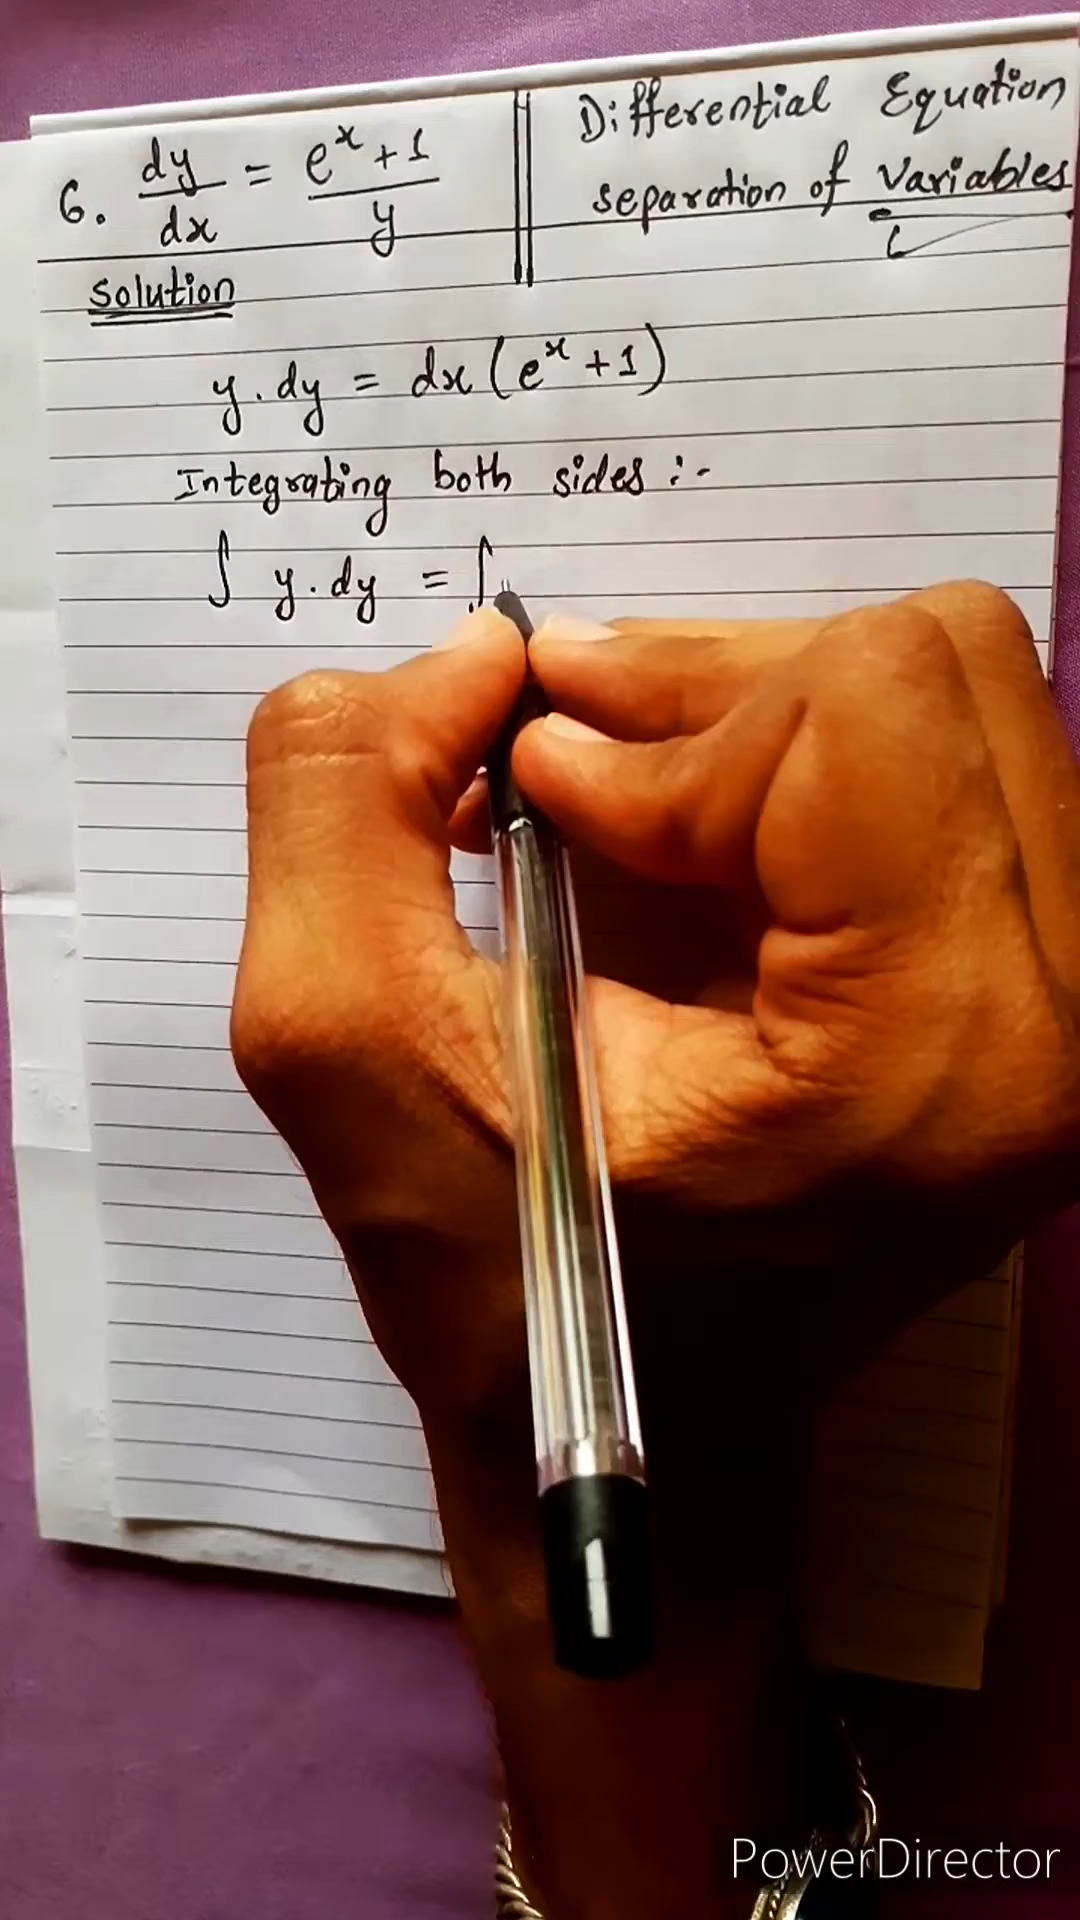 6. dy/dx = e^x + 1 / y
Differential Equation
separation of Variables
Solution
y . dy = dx ( e^x + 1 )
Integrating both sides :-
∫ y . dy = ∫
PowerDirector